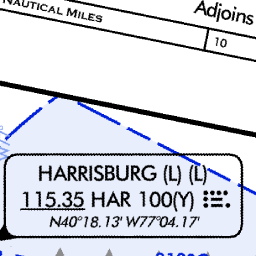 NAUTICAL MILES
Adjoins
10
HARRISBURG (L) (L)
115.35 HAR 100(Y)
N40°18.13' W77°04.17'